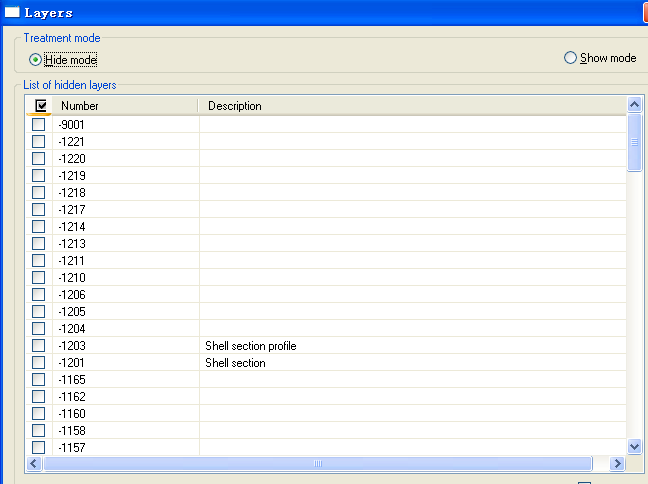 Layers
Treatment mode
Hide mode
Show mode
List of hidden layers
Number Description
-9001
-1221
-1220
-1219
-1218
-1217
-1214
-1213
-1211
-1210
-1206
-1205
-1204
-1203 Shell section profile
-1201 Shell section
-1165
-1162
-1160
-1158
-1157